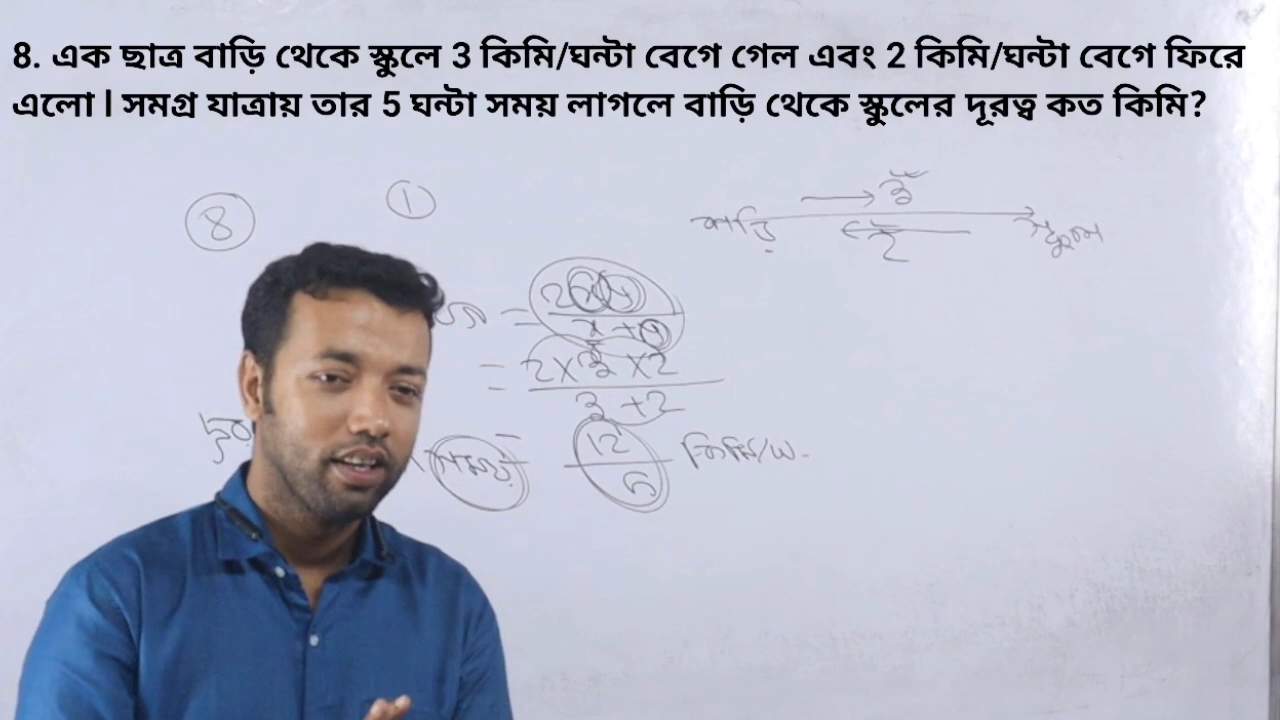 8. এক ছাত্র বাড়ি থেকে স্কুলে 3 কিমি/ঘন্টা বেগে গেল এবং 2 কিমি/ঘন্টা বেগে ফিরে
এলো। সমগ্র যাত্রায় তার 5 ঘন্টা সময় লাগলে বাড়ি থেকে স্কুলের দূরত্ব কত কিমি?
8
1
→ 3
বাড়ি স্কুল
2
x + y
= 2 × 3 × 2
3 + 2
সময় = 12
5